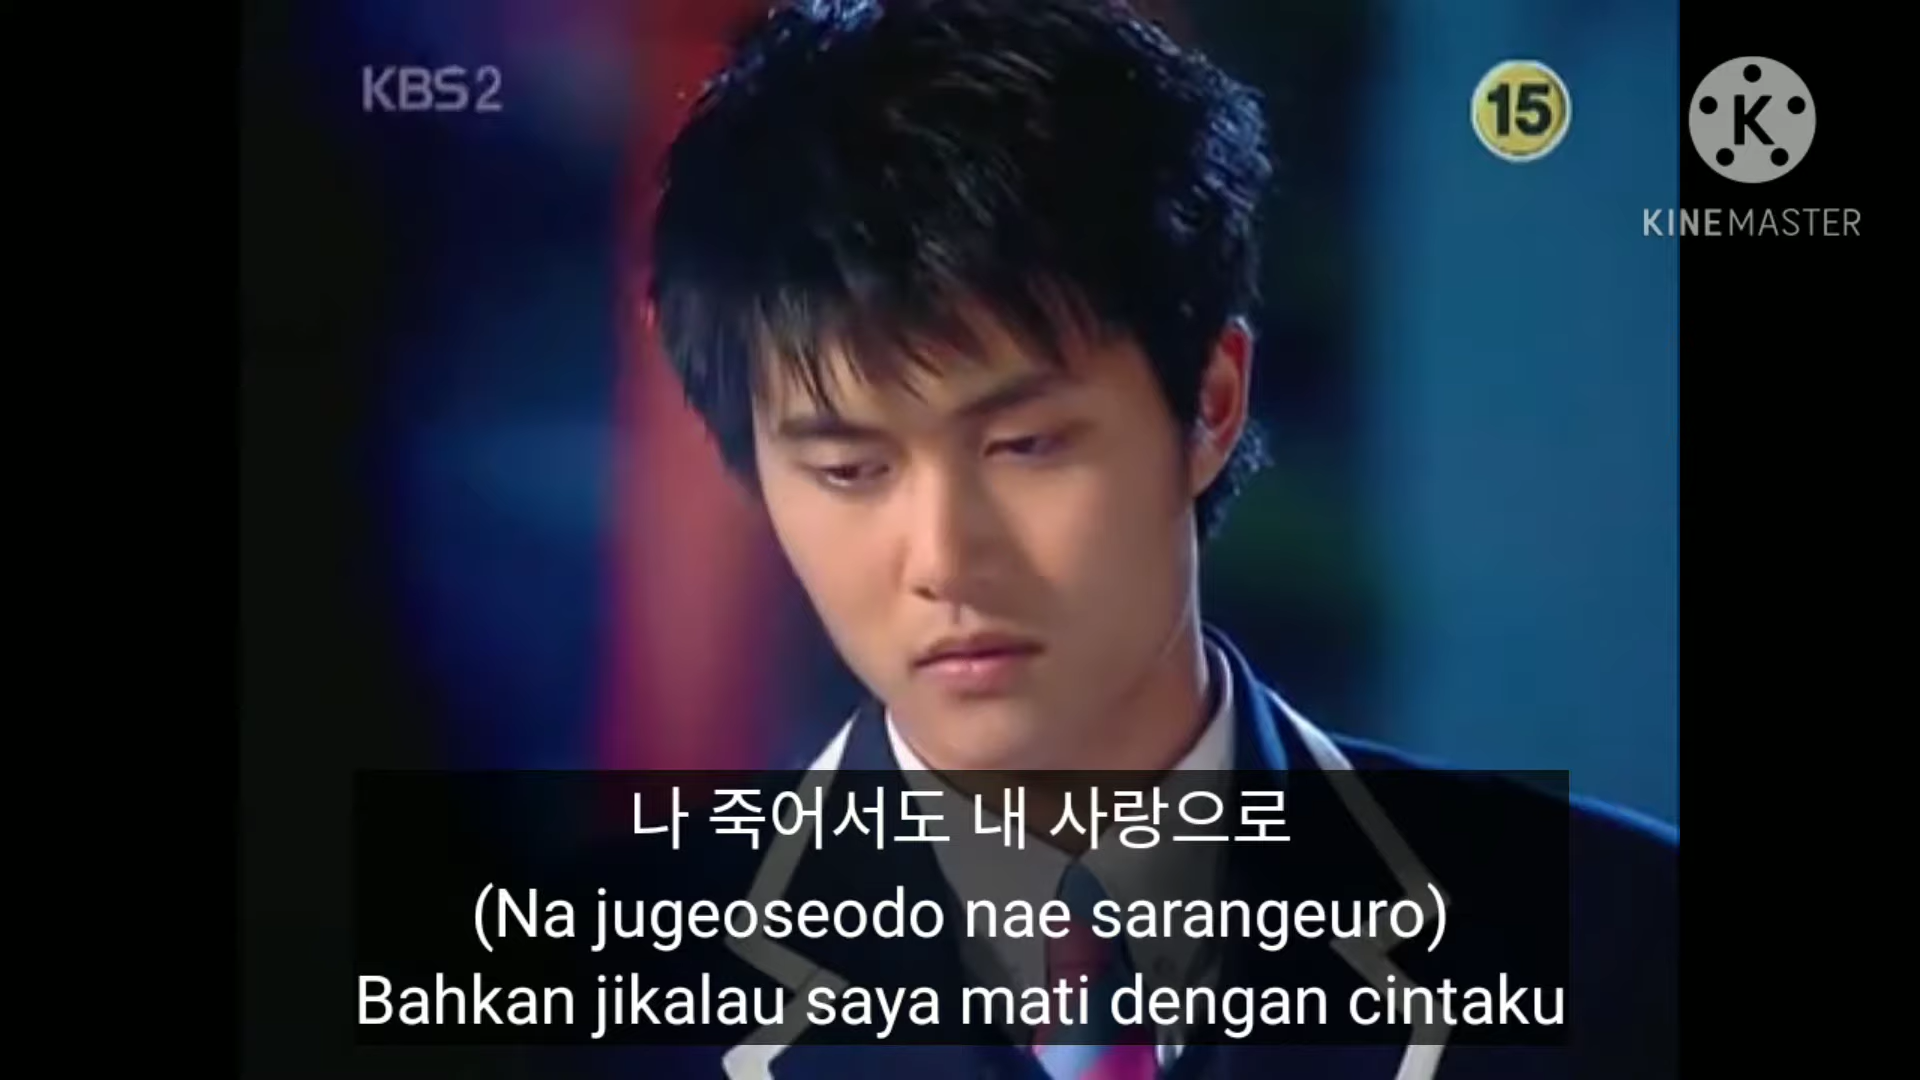 KBS2
15
K
KINEMASTER
나 죽어서도 내 사랑으로
(Na jugeoseodo nae sarangeuro)
Bahkan jikalau saya mati dengan cintaku